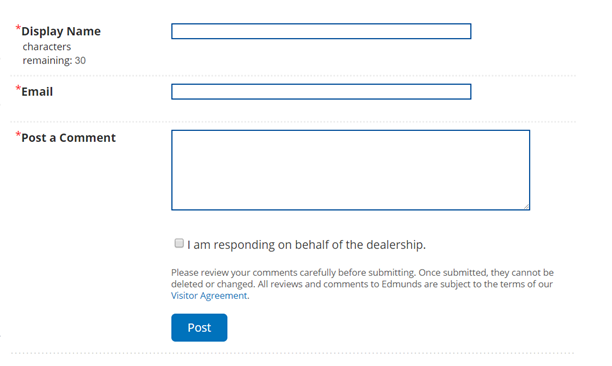 *Display Name
characters
remaining: 30
*Email
*Post a Comment
I am responding on behalf of the dealership.
Please review your comments carefully before submitting. Once submitted, they cannot be
deleted or changed. All reviews and comments to Edmunds are subject to the terms of our
Visitor Agreement.
Post